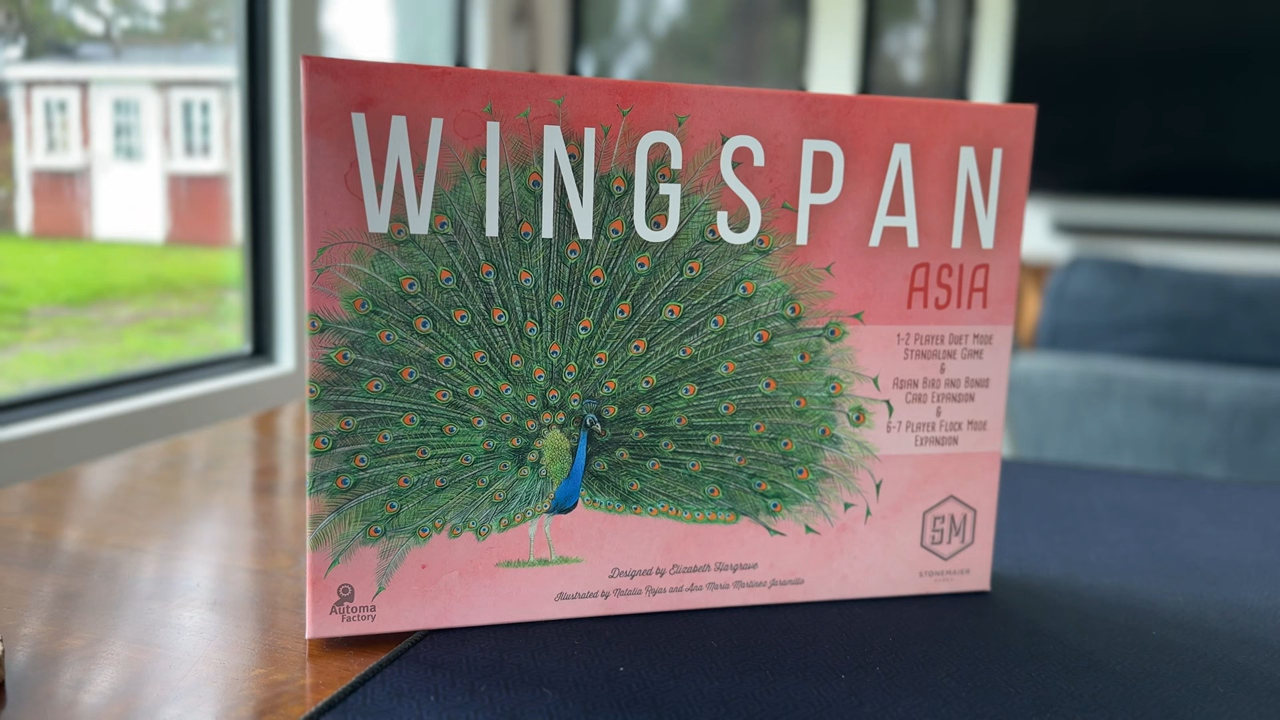 WINGSPAN
ASIA
1-2 PLAYER DUET MODE
STANDALONE GAME
&
ASIAN BIRD AND BONUS
CARD EXPANSION
&
6-7 PLAYER FLOCK MODE
EXPANSION
SM
STONEMAIER
GAMES
Designed by Elizabeth Hargrave
Illustrated by Natalia Rojas and Ana Maria Martinez Jaramillo
Automa
Factory